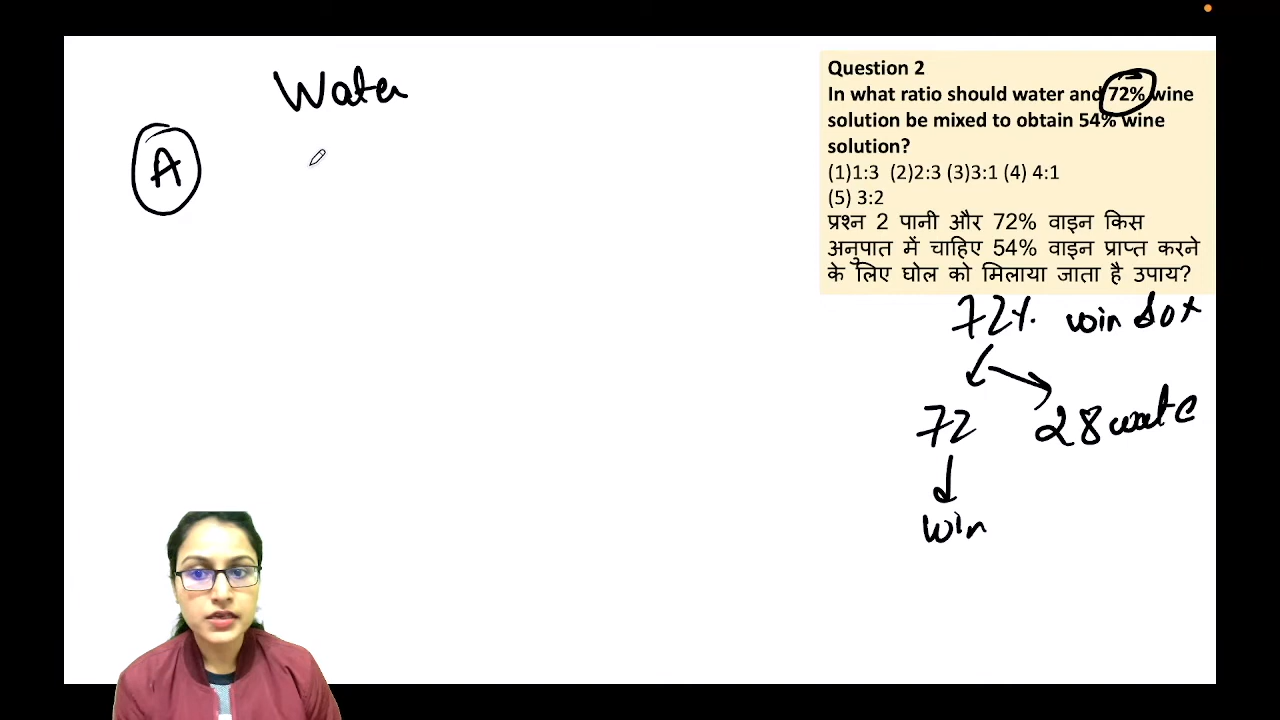 Water
A
Question 2
In what ratio should water and 72% wine
solution be mixed to obtain 54% wine
solution?
(1)1:3 (2)2:3 (3)3:1 (4) 4:1
(5) 3:2
प्रश्न 2 पानी और 72% वाइन किस
अनुपात में चाहिए 54% वाइन प्राप्त करने
के लिए घोल को मिलाया जाता है उपाय?
72%. win
72 28
win